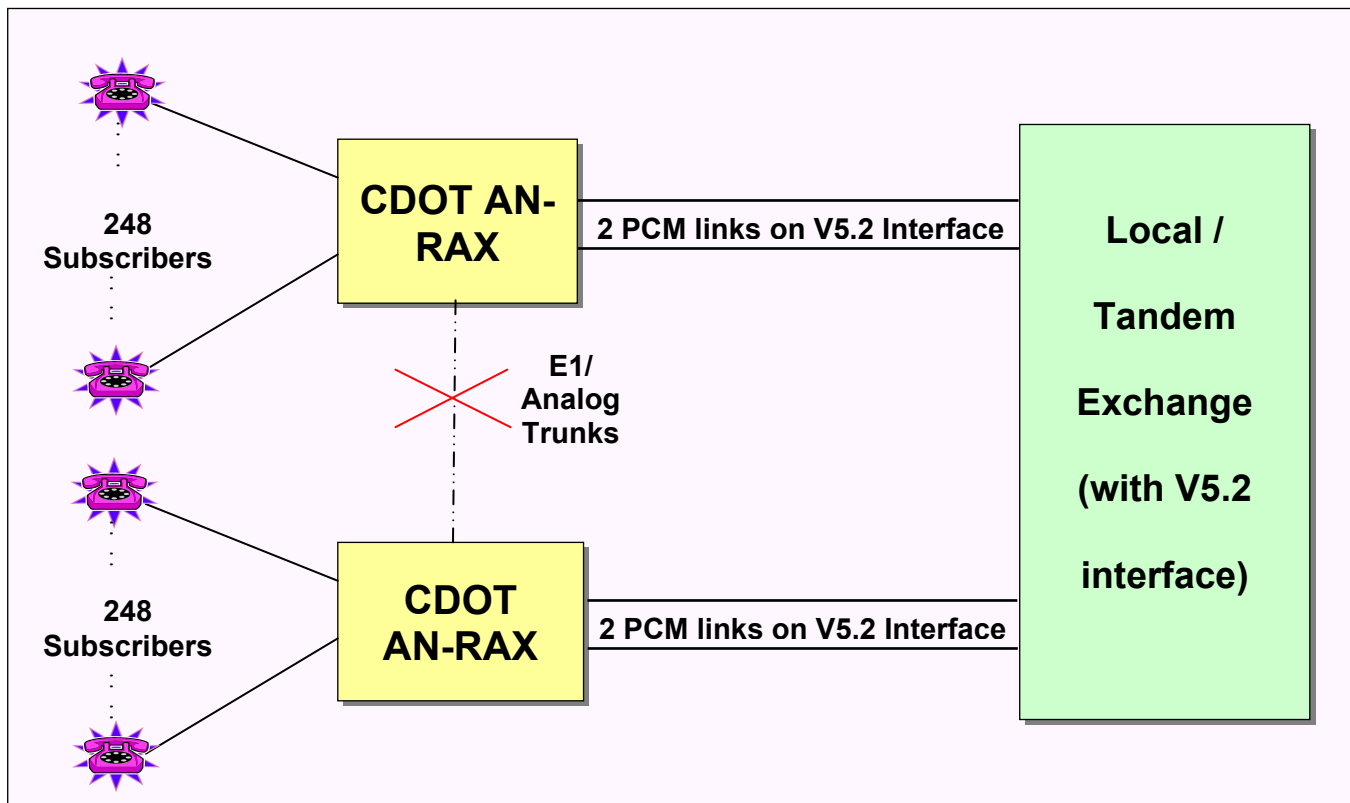 248
Subscribers
CDOT AN-
RAX
2 PCM links on V5.2 Interface
Local /
Tandem
Exchange
(with V5.2
interface)
E1/
Analog
Trunks
248
Subscribers
CDOT
AN-RAX
2 PCM links on V5.2 Interface